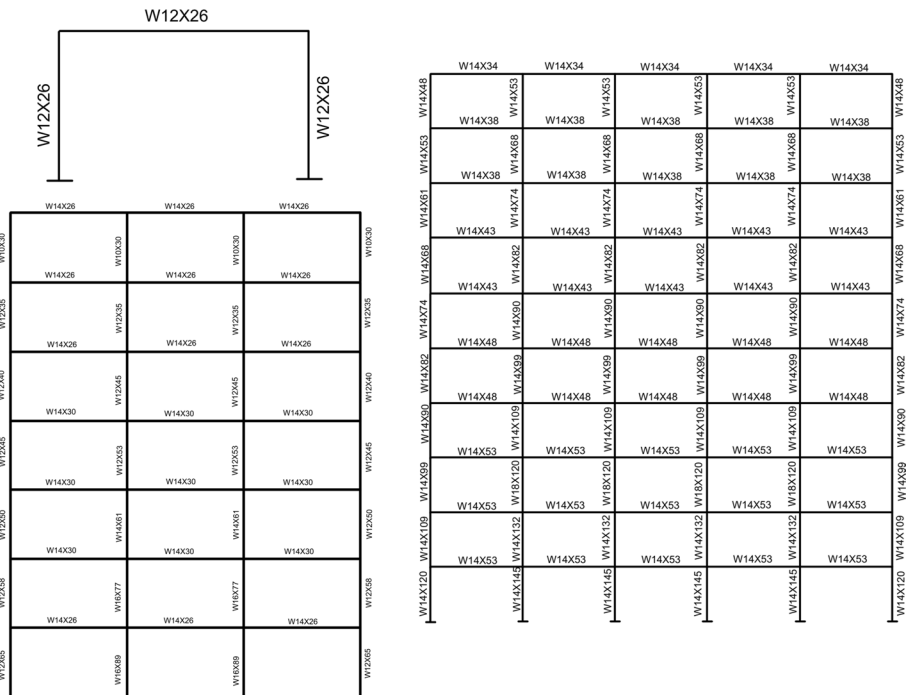 W12X26
W12X26 W12X26
W14X26 W14X26 W14X26
W10X30 W10X30 W10X30 W10X30
W14X26 W14X26 W14X26
W12X35 W12X35 W12X35 W12X35
W14X26 W14X26 W14X26
W12X40 W12X45 W12X45 W12X40
W14X30 W14X30 W14X30
W12X45 W12X53 W12X53 W12X45
W14X30 W14X30 W14X30
W12X50 W14X61 W14X61 W12X50
W14X30 W14X30 W14X30
W12X58 W16X77 W16X77 W12X58
W14X26 W14X26 W14X26
W12X65 W16X89 W16X89 W12X65
W14X34 W14X34 W14X34 W14X34 W14X34
W14X48 W14X53 W14X53 W14X53 W14X53 W14X48
W14X38 W14X38 W14X38 W14X38 W14X38
W14X53 W14X68 W14X68 W14X68 W14X68 W14X53
W14X38 W14X38 W14X38 W14X38 W14X38
W14X61 W14X74 W14X74 W14X74 W14X74 W14X61
W14X43 W14X43 W14X43 W14X43 W14X43
W14X68 W14X82 W14X82 W14X82 W14X82 W14X68
W14X43 W14X43 W14X43 W14X43 W14X43
W14X74 W14X90 W14X90 W14X90 W14X90 W14X74
W14X48 W14X48 W14X48 W14X48 W14X48
W14X82 W14X99 W14X99 W14X99 W14X99 W14X82
W14X48 W14X48 W14X48 W14X48 W14X48
W14X90 W14X109 W14X109 W14X109 W14X109 W14X90
W14X53 W14X53 W14X53 W14X53 W14X53
W14X99 W18X120 W18X120 W18X120 W18X120 W14X99
W14X53 W14X53 W14X53 W14X53 W14X53
W14X109 W14X132 W14X132 W14X132 W14X132 W14X109
W14X53 W14X53 W14X53 W14X53 W14X53
W14X120 W14X145 W14X145 W14X145 W14X145 W14X120